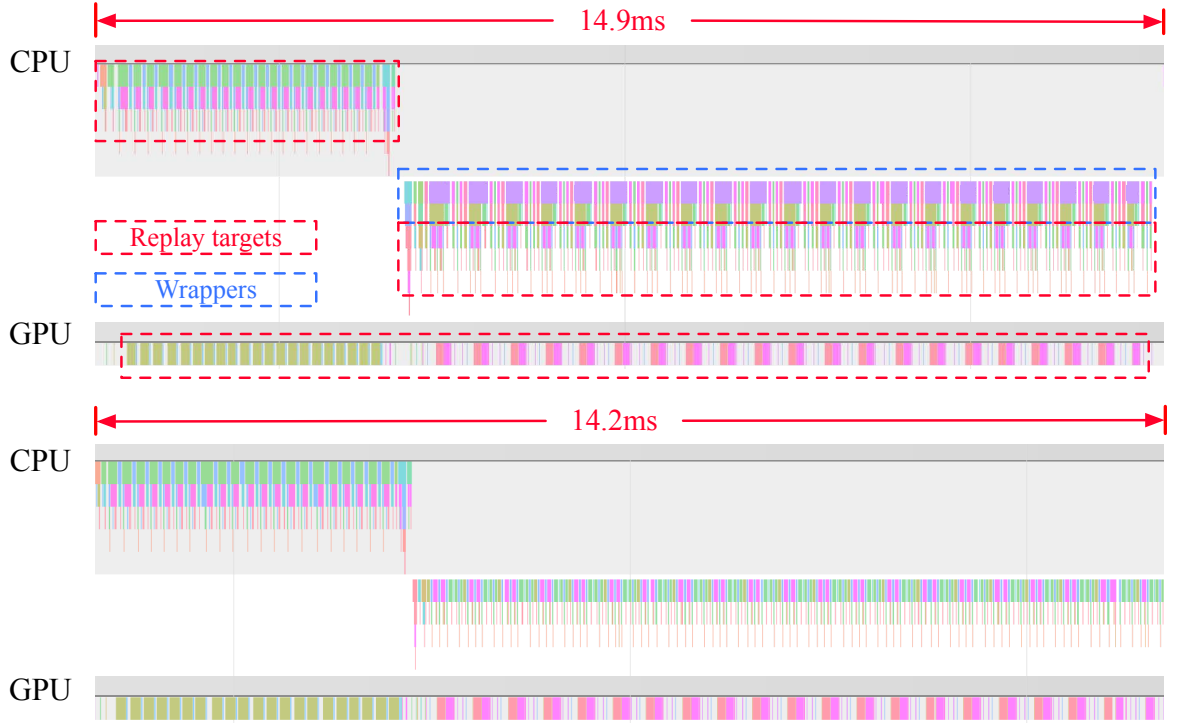 14.9ms
CPU
Replay targets
Wrappers
GPU
14.2ms
CPU
GPU